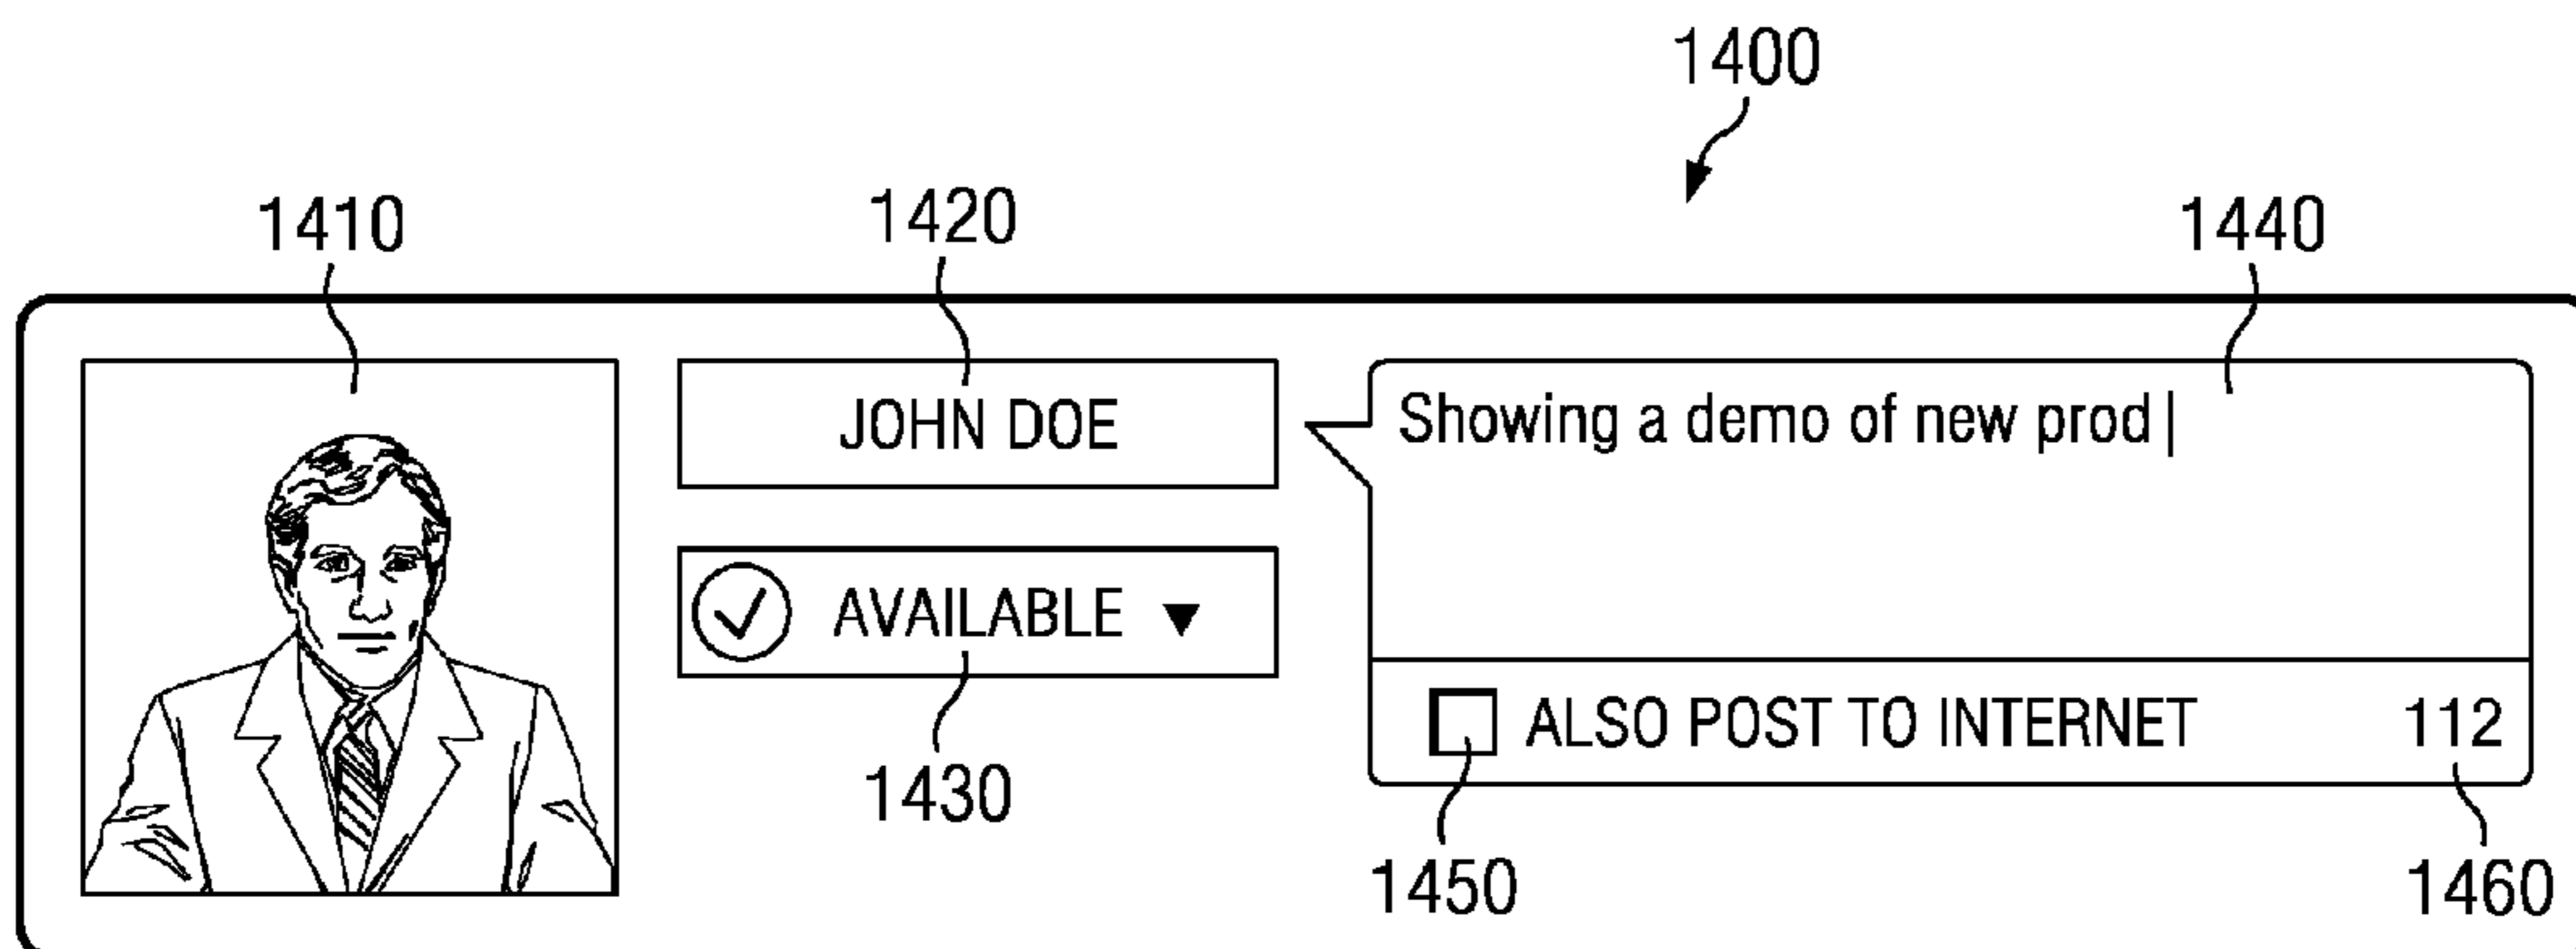 1400
1410
1420
1440
JOHN DOE
Showing a demo of new prod
AVAILABLE
ALSO POST TO INTERNET
112
1430
1450
1460